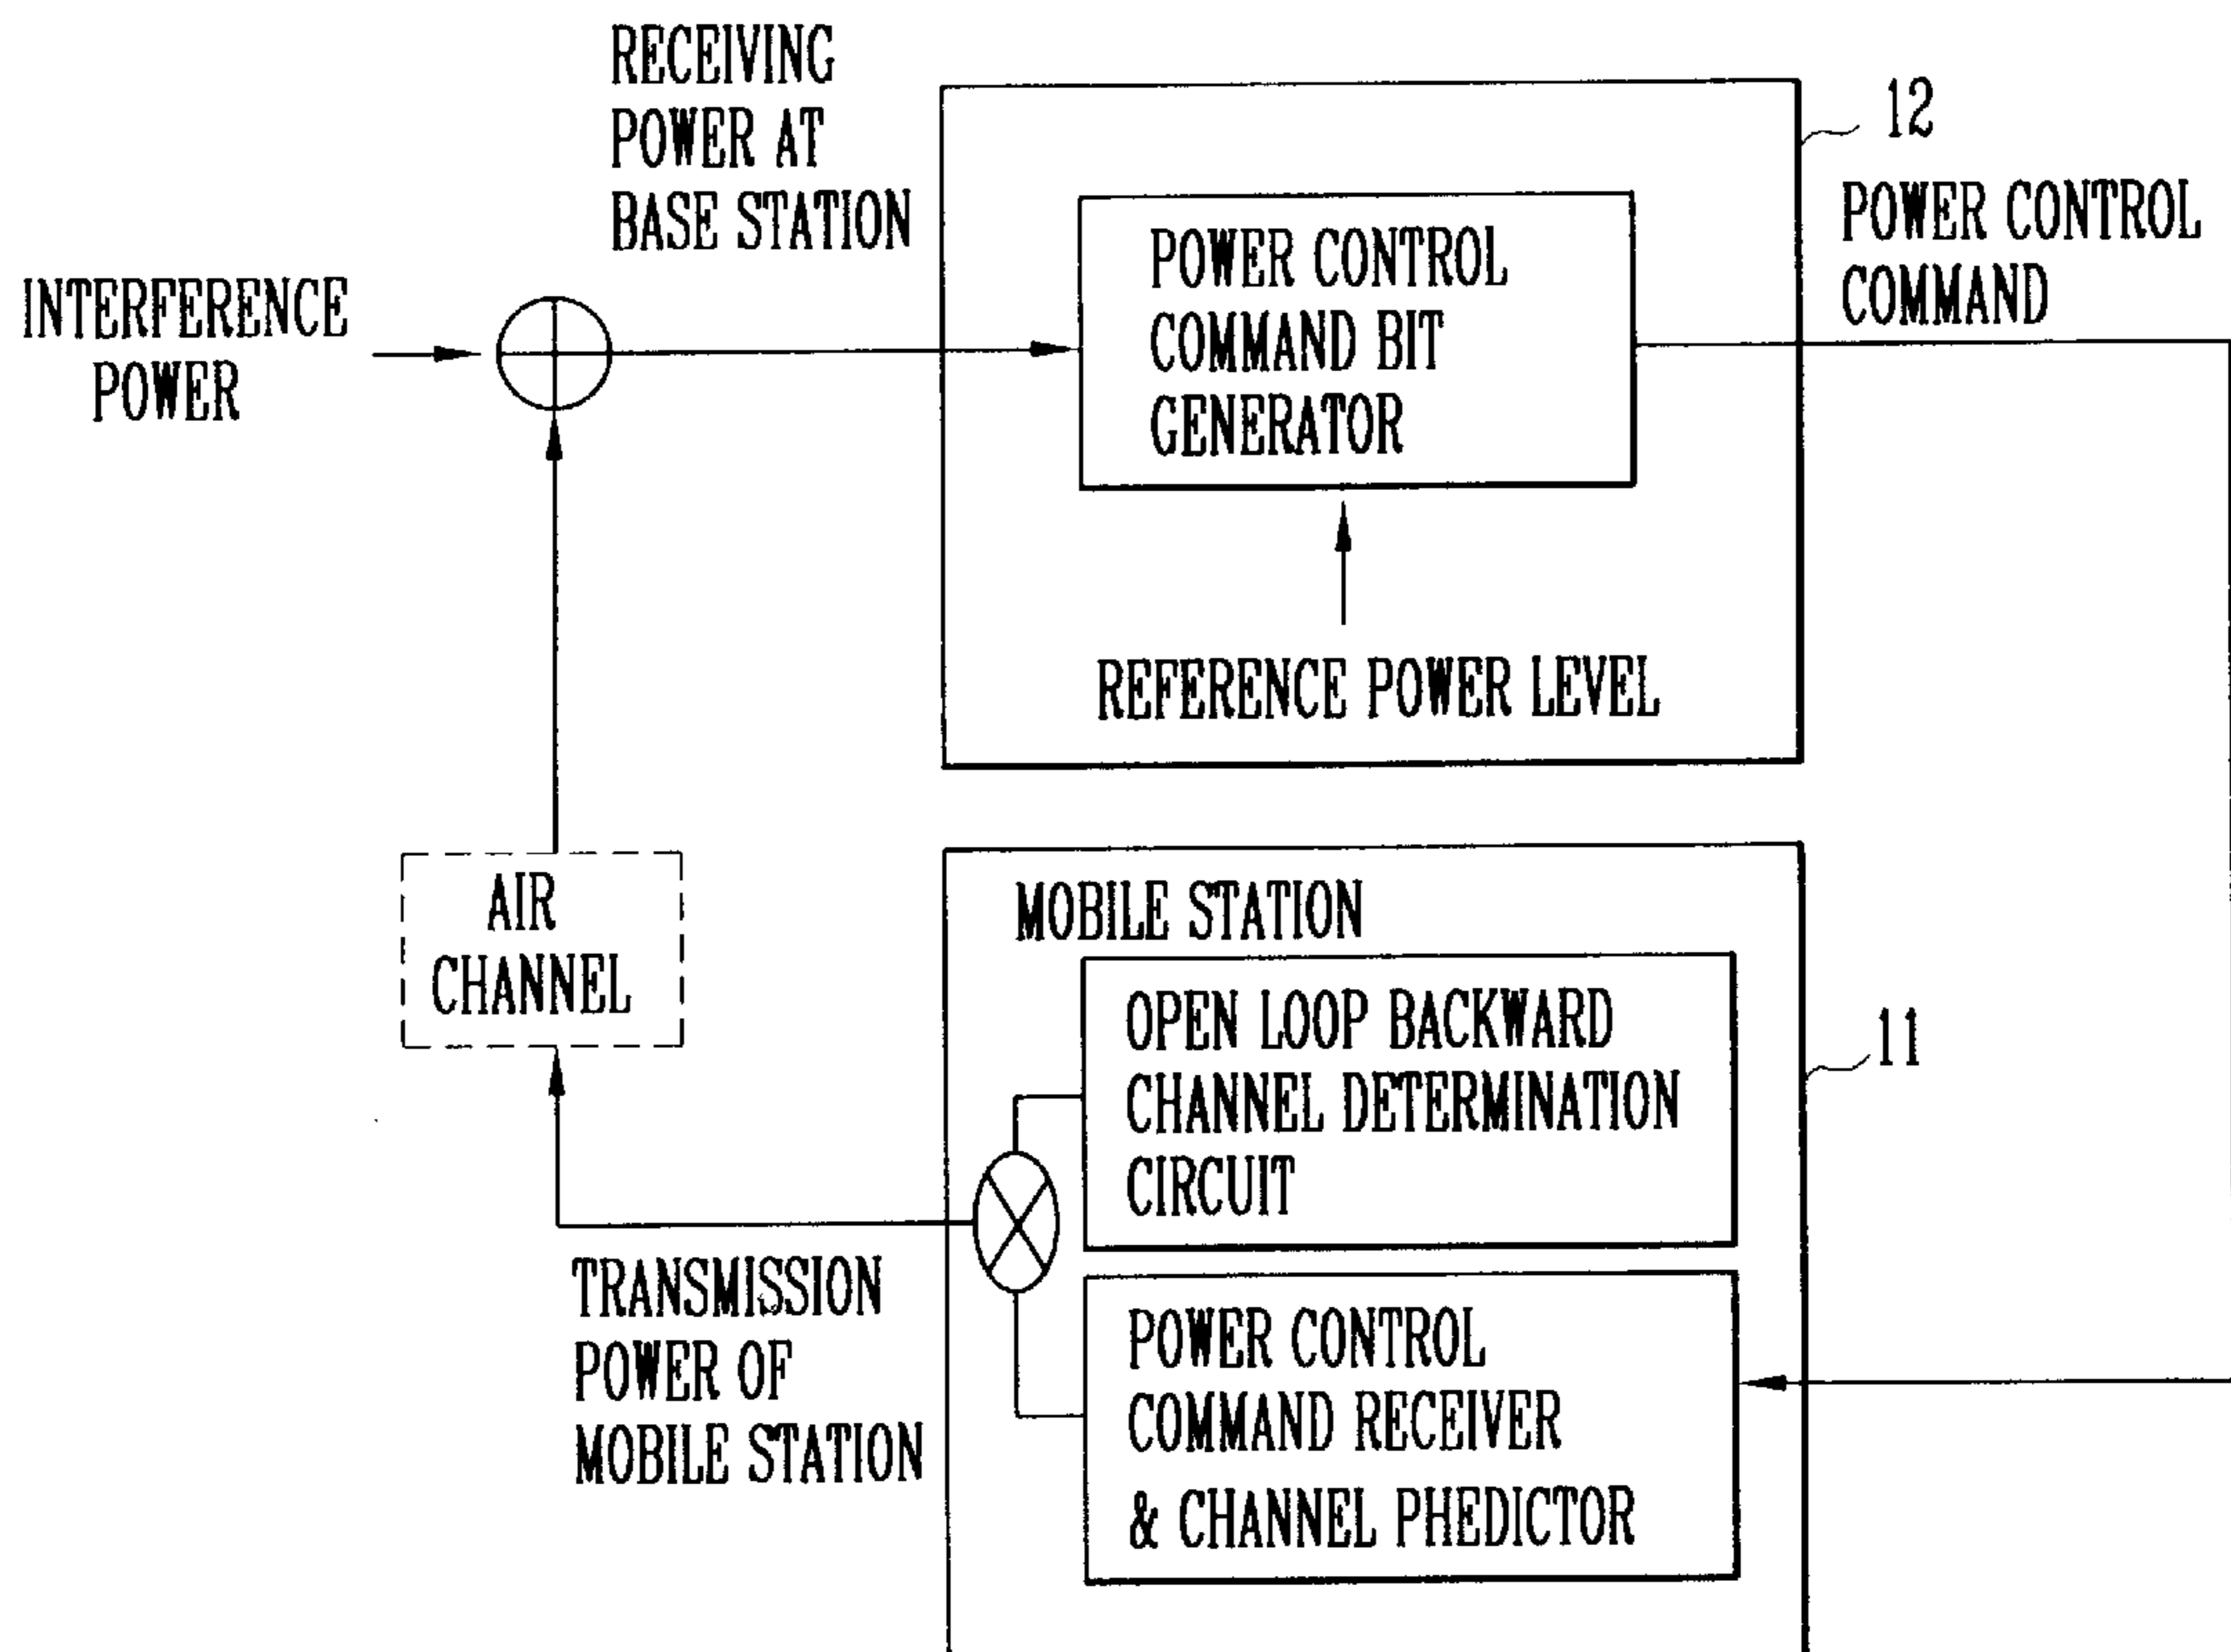 RECEIVING
POWER AT
BASE STATION
12
POWER CONTROL
COMMAND
INTERFERENCE
POWER
POWER CONTROL
COMMAND BIT
GENERATOR
REFERENCE POWER LEVEL
AIR
CHANNEL
MOBILE STATION
OPEN LOOP BACKWARD
CHANNEL DETERMINATION
CIRCUIT
11
TRANSMISSION
POWER OF
MOBILE STATION
POWER CONTROL
COMMAND RECEIVER
& CHANNEL PHEDICTOR